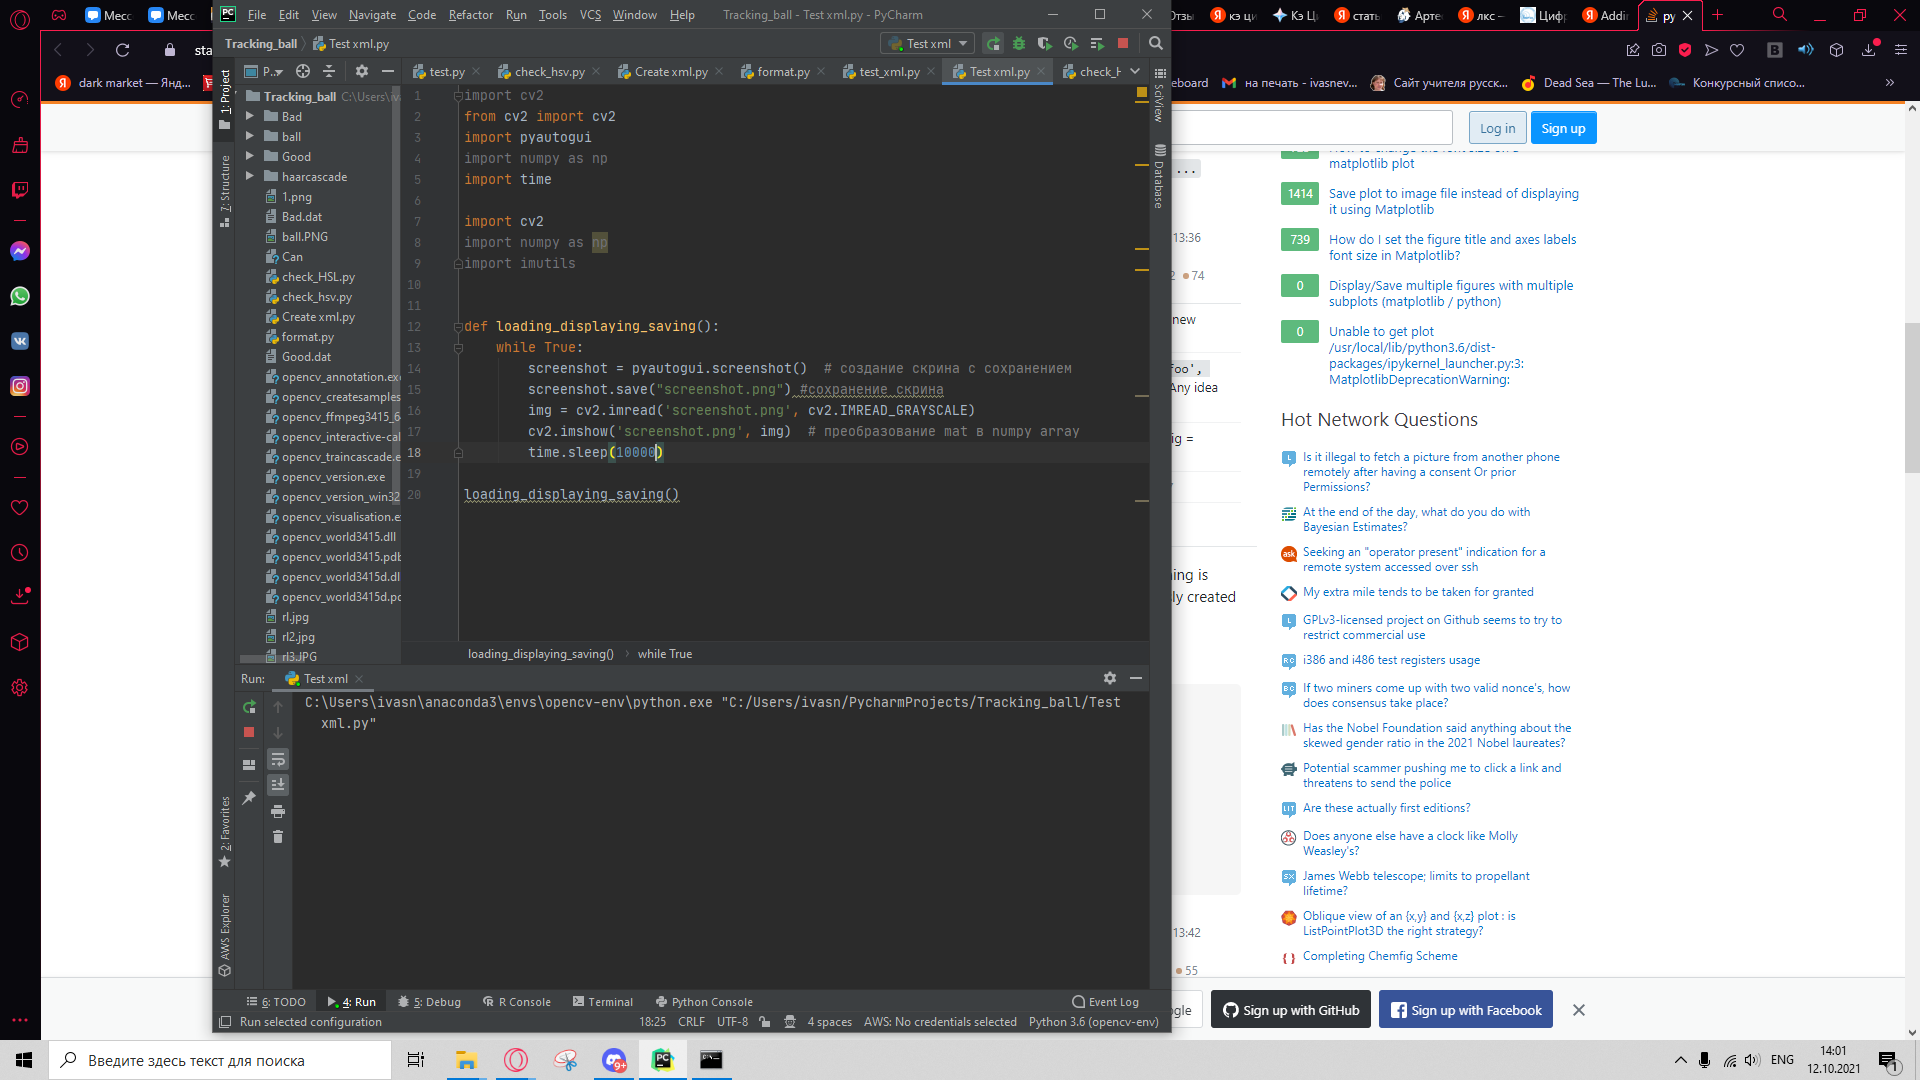 File Edit View Navigate Code Refactor Run Tools VCS Window Help
Tracking_ball - Test xml.py - PyCharm
Месс
Месс
Tracking_ball
Test xml.py
Test xml
dark market — Янд...
P..
test.py
check_hsv.py
Create xml.py
format.py
test_xml.py
Test xml.py
1: Project
7: Structure
2: Favorites
AWS Explorer
Tracking_ball
Bad
ball
Good
haarcascade
1.png
Bad.dat
ball.PNG
Can
check_HSL.py
check_hsv.py
Create xml.py
format.py
Good.dat
opencv_annotation.exe
opencv_createsamples
opencv_ffmpeg3415_6
opencv_interactive-cal
opencv_traincascade.e
opencv_version.exe
opencv_version_win32
opencv_visualisation.e
opencv_world3415.dll
opencv_world3415.pdb
opencv_world3415d.dl
opencv_world3415d.pd
rl.jpg
rl2.jpg
rl3.JPG
1 import cv2
2 from cv2 import cv2
3 import pyautogui
4 import numpy as np
5 import time
6
7 import cv2
8 import numpy as np
9 import imutils
10
11
12 def loading_displaying_saving():
13 while True:
14 screenshot = pyautogui.screenshot() # создание скрина с сохранением
15 screenshot.save("screenshot.png") #сохранение скрина
16 img = cv2.imread('screenshot.png', cv2.IMREAD_GRAYSCALE)
17 cv2.imshow('screenshot.png', img) # преобразование mat в numpy array
18 time.sleep(10000)
19
20 loading_displaying_saving()
loading_displaying_saving() › while True
SciView
Database
Run: Test xml
C:\Users\ivasn\anaconda3\envs\opencv-env\python.exe "C:/Users/ivasn/PycharmProjects/Tracking_ball/Test
xml.py"
6: TODO 4: Run 5: Debug R Console Terminal Python Console Event Log
Run selected configuration
18:25 CRLF UTF-8 4 spaces AWS: No credentials selected Python 3.6 (opencv-env)
кэ ц
Кэ Ц
стать
Арте
лкс –
Цифр
Addir
py
на печать - ivasnev...
Сайт учителя русск...
Dead Sea — The Lu...
Конкурсный списо...
Log in
Sign up
13:36
74
new
Any idea
matplotlib plot
1414 Save plot to image file instead of displaying
it using Matplotlib
739 How do I set the figure title and axes labels
font size in Matplotlib?
0 Display/Save multiple figures with multiple
subplots (matplotlib / python)
0 Unable to get plot
/usr/local/lib/python3.6/dist-
packages/ipykernel_launcher.py:3:
MatplotlibDeprecationWarning:
Hot Network Questions
Is it illegal to fetch a picture from another phone
remotely after having a consent Or prior
Permissions?
At the end of the day, what do you do with
Bayesian Estimates?
Seeking an "operator present" indication for a
remote system accessed over ssh
My extra mile tends to be taken for granted
GPLv3-licensed project on Github seems to try to
restrict commercial use
i386 and i486 test registers usage
If two miners come up with two valid nonce's, how
does consensus take place?
Has the Nobel Foundation said anything about the
skewed gender ratio in the 2021 Nobel laureates?
Potential scammer pushing me to click a link and
threatens to send the police
Are these actually first editions?
Does anyone else have a clock like Molly
Weasley's?
James Webb telescope; limits to propellant
lifetime?
Oblique view of an {x,y} and {x,z} plot : is
ListPointPlot3D the right strategy?
Completing Chemfig Scheme
created
13:42
55
Sign up with GitHub
Sign up with Facebook
Введите здесь текст для поиска
ENG
14:01
12.10.2021